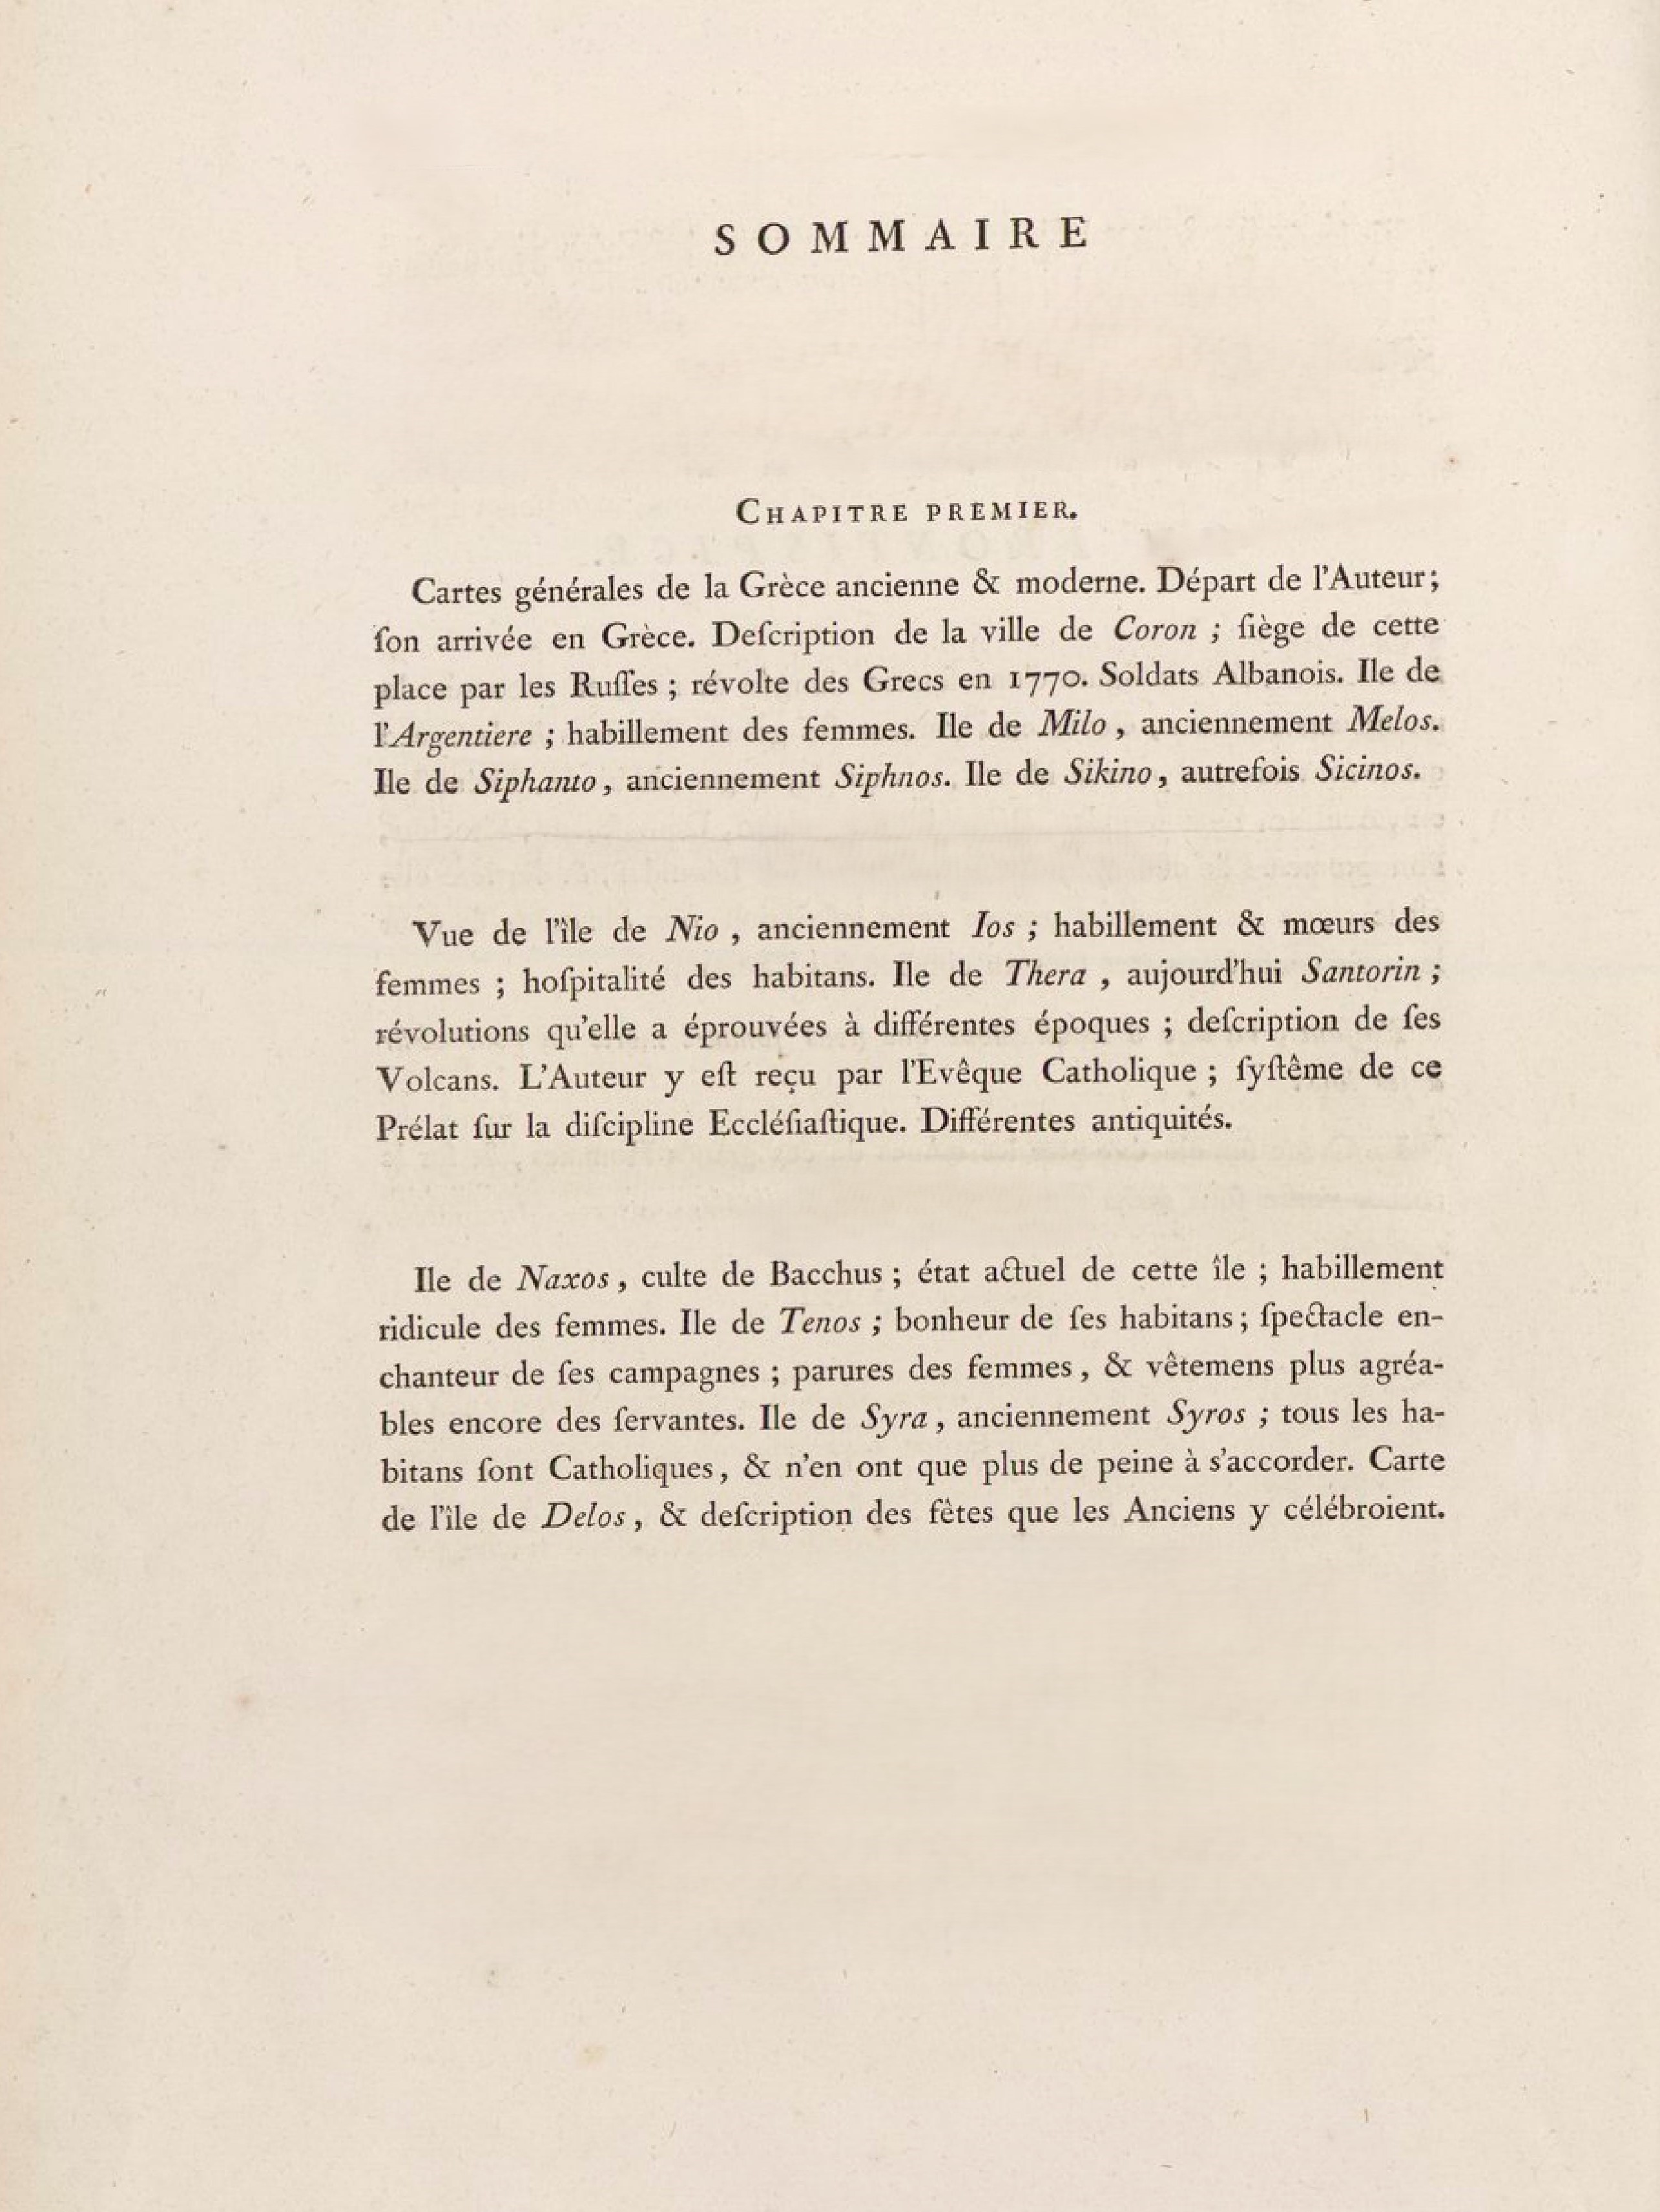 SOMMAIRE
CHAPITRE PREMIER.
Cartes générales de la Grèce ancienne & moderne. Départ de l'Auteur;
ſon arrivée en Grèce. Deſcription de la ville de Coron ; ſiège de cette
place par les Ruſſes ; révolte des Grecs en 1770. Soldats Albanois. Ile de
l'Argentiere ; habillement des femmes. Ile de Milo , anciennement Melos.
Ile de Siphanto , anciennement Siphnos. Ile de Sikino, autrefois Sicinos.
Vue de l'île de Nio , anciennement Ios ; habillement & mœurs des
femmes ; hoſpitalité des habitans. Ile de Thera , aujourd'hui Santorin ;
révolutions qu'elle a éprouvées à différentes époques ; deſcription de ſes
Volcans. L'Auteur y eſt reçu par l'Evêque Catholique ; ſyſtême de ce
Prélat ſur la diſcipline Eccléſiaſtique. Différentes antiquités.
Ile de Naxos , culte de Bacchus ; état actuel de cette île ; habillement
ridicule des femmes. Ile de Tenos ; bonheur de ſes habitans ; ſpectacle en-
chanteur de ſes campagnes ; parures des femmes , & vêtemens plus agréa-
bles encore des ſervantes. Ile de Syra , anciennement Syros ; tous les ha-
bitans ſont Catholiques , & n'en ont que plus de peine à s'accorder. Carte
de l'île de Delos , & deſcription des fêtes que les Anciens y célébroient.